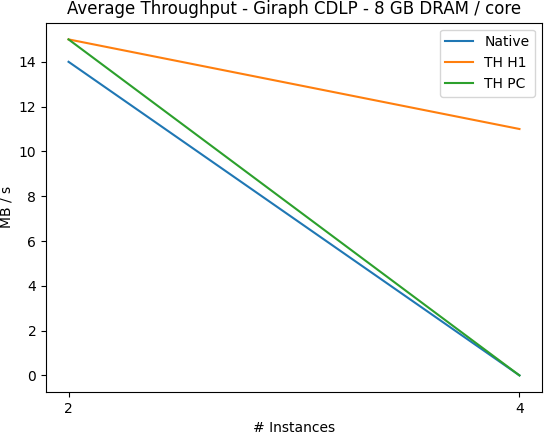 Average Throughput - Giraph CDLP - 8 GB DRAM / core
Native
TH H1
TH PC
MB / s
14
12
10
8
6
4
2
0
2
4
# Instances